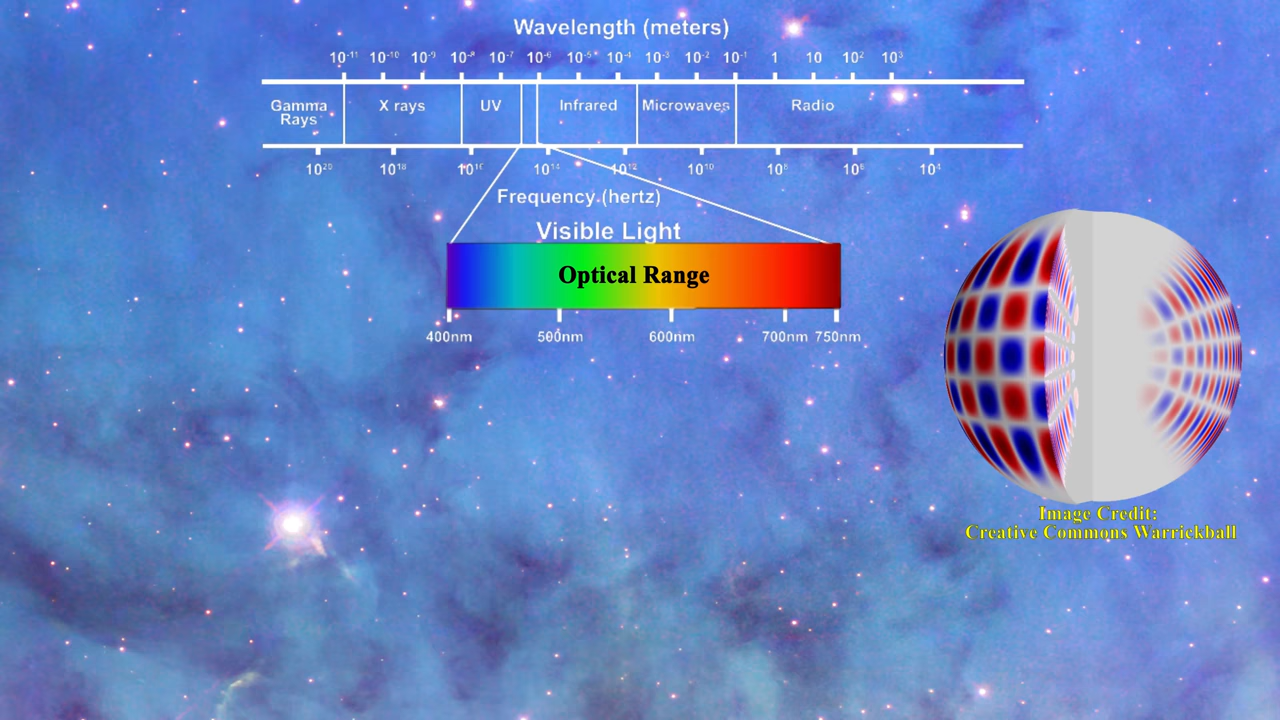 Wavelength (meters)
10⁻¹¹ 10⁻¹⁰ 10⁻⁹ 10⁻⁸ 10⁻⁷ 10⁻⁶ 10⁻⁵ 10⁻⁴ 10⁻³ 10⁻² 10⁻¹ 1 10 10² 10³
Gamma Rays X rays UV Infrared Microwaves Radio
10²⁰ 10¹⁸ 10¹⁶ 10¹⁴ 10¹² 10¹⁰ 10⁸ 10⁶ 10⁴
Frequency (hertz)
Visible Light
Optical Range
400nm 500nm 600nm 700nm 750nm
Image Credit:
Creative Commons Warrickball